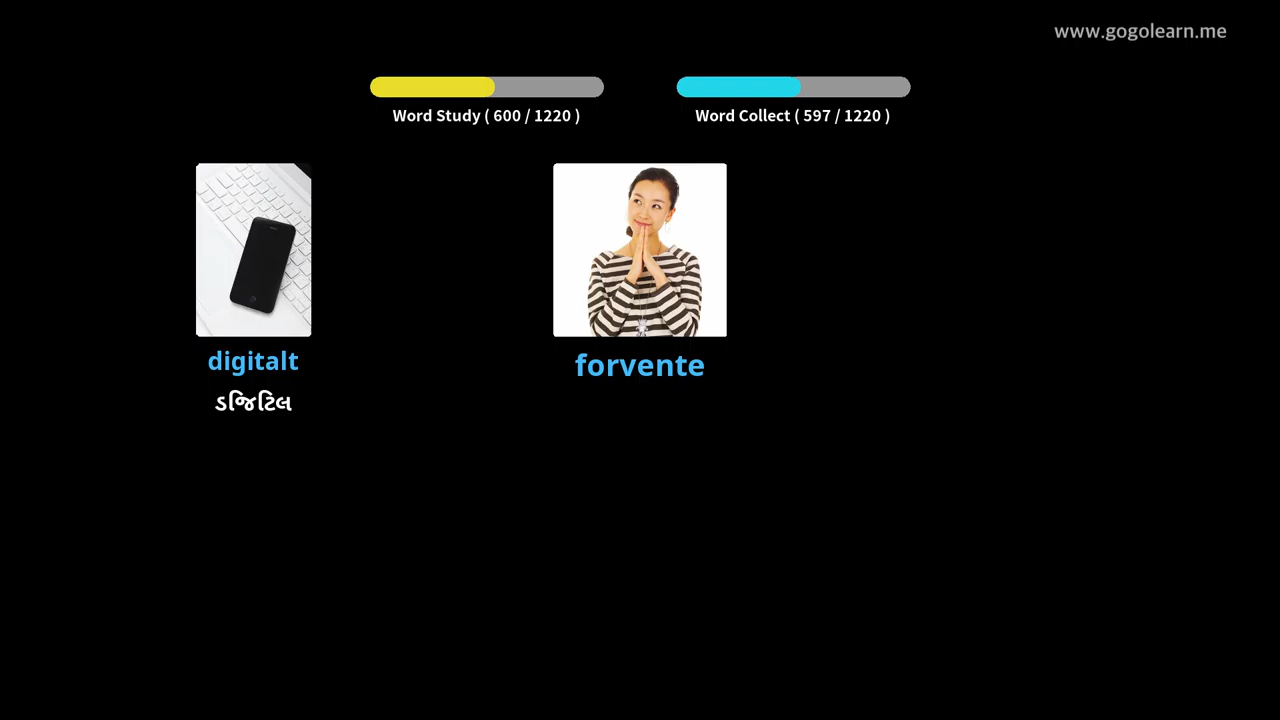 www.gogolearn.me
Word Study ( 600 / 1220 )
Word Collect ( 597 / 1220 )
digitalt
ડિજિટલ
forvente